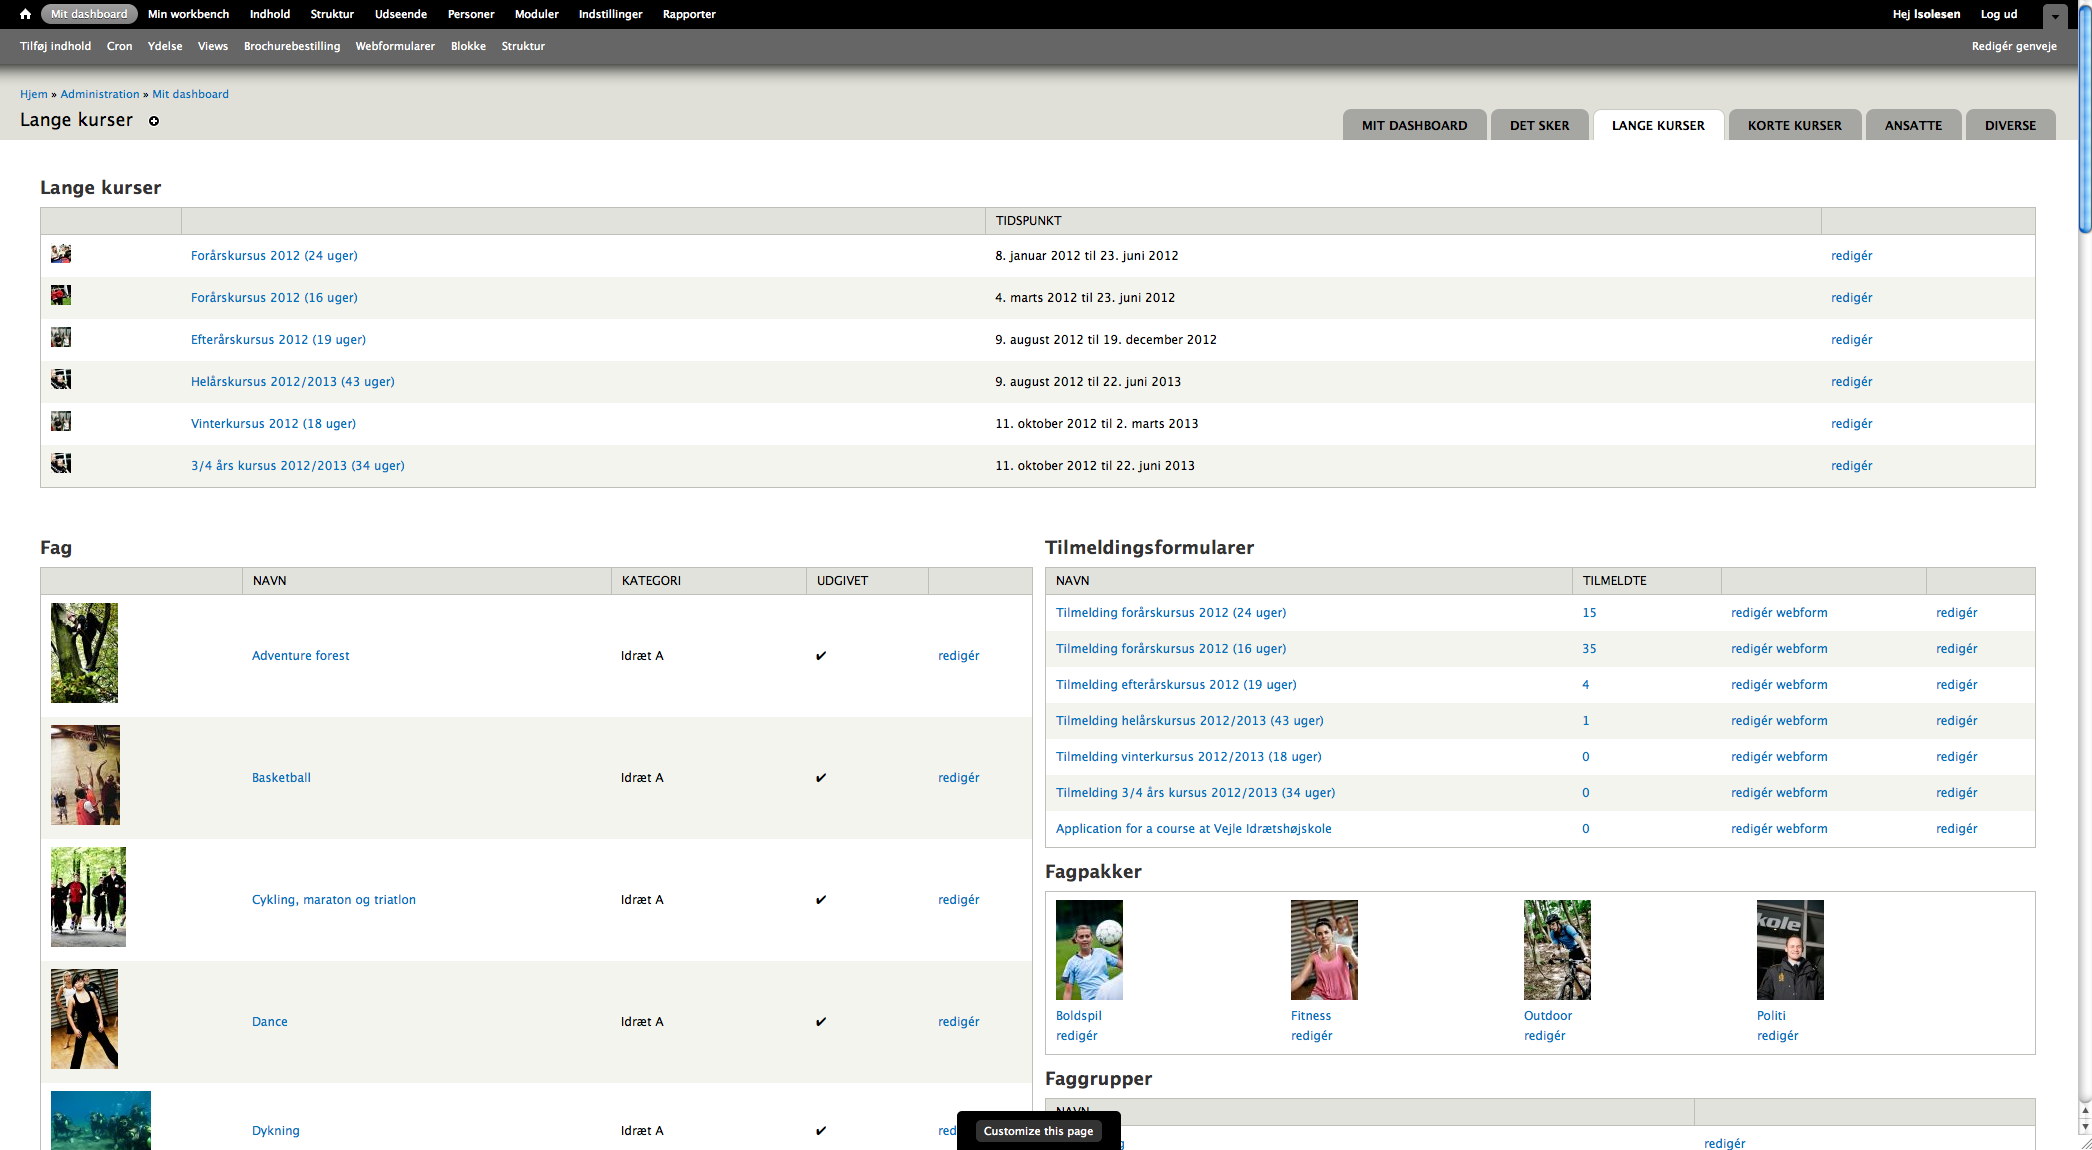 Mit dashboard Min workbench Indhold Struktur Udseende Personer Moduler Indstillinger Rapporter Hej Isolesen Log ud
Tilføj indhold Cron Ydelse Views Brochurebestilling Webformularer Blokke Struktur Redigér genveje
Hjem » Administration » Mit dashboard
Lange kurser
MIT DASHBOARD DET SKER LANGE KURSER KORTE KURSER ANSATTE DIVERSE
Lange kurser
TIDSPUNKT
Forårskursus 2012 (24 uger) 8. januar 2012 til 23. juni 2012 redigér
Forårskursus 2012 (16 uger) 4. marts 2012 til 23. juni 2012 redigér
Efterårskursus 2012 (19 uger) 9. august 2012 til 19. december 2012 redigér
Helårskursus 2012/2013 (43 uger) 9. august 2012 til 22. juni 2013 redigér
Vinterkursus 2012 (18 uger) 11. oktober 2012 til 2. marts 2013 redigér
3/4 års kursus 2012/2013 (34 uger) 11. oktober 2012 til 22. juni 2013 redigér
Fag
NAVN KATEGORI UDGIVET
Adventure forest Idræt A ✔ redigér
Basketball Idræt A ✔ redigér
Cykling, maraton og triatlon Idræt A ✔ redigér
Dance Idræt A ✔ redigér
Dykning Idræt A ✔ red
Tilmeldingsformularer
NAVN TILMELDTE
Tilmelding forårskursus 2012 (24 uger) 15 redigér webform redigér
Tilmelding forårskursus 2012 (16 uger) 35 redigér webform redigér
Tilmelding efterårskursus 2012 (19 uger) 4 redigér webform redigér
Tilmelding helårskursus 2012/2013 (43 uger) 1 redigér webform redigér
Tilmelding vinterkursus 2012/2013 (18 uger) 0 redigér webform redigér
Tilmelding 3/4 års kursus 2012/2013 (34 uger) 0 redigér webform redigér
Application for a course at Vejle Idrætshøjskole 0 redigér webform redigér
Fagpakker
kole
Boldspil Fitness Outdoor Politi
redigér redigér redigér redigér
Faggrupper
NAVN
redigér
Customize this page